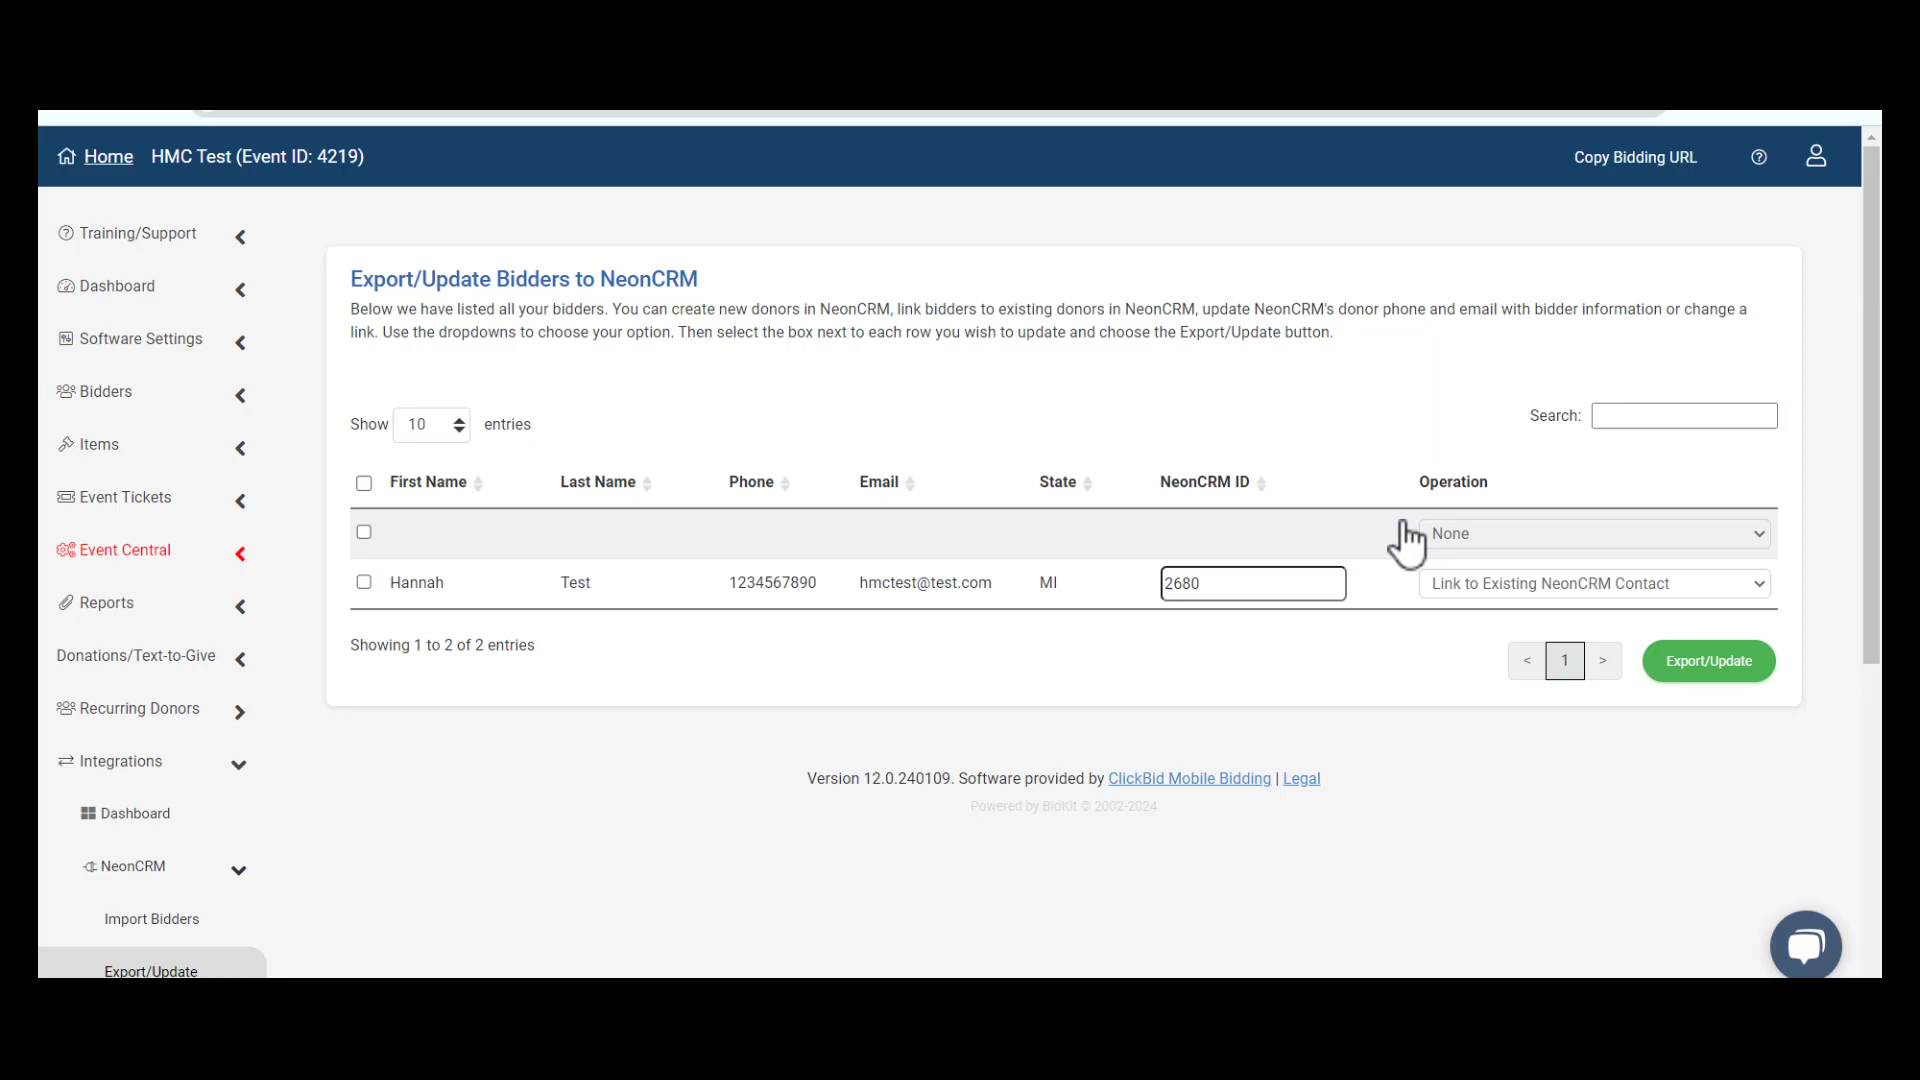 Home HMC Test (Event ID: 4219) Copy Bidding URL
Training/Support
Dashboard
Software Settings
Bidders
Items
Event Tickets
Event Central
Reports
Donations/Text-to-Give
Recurring Donors
Integrations
Dashboard
NeonCRM
Import Bidders
Export/Update
Export/Update Bidders to NeonCRM
Below we have listed all your bidders. You can create new donors in NeonCRM, link bidders to existing donors in NeonCRM, update NeonCRM's donor phone and email with bidder information or change a
link. Use the dropdowns to choose your option. Then select the box next to each row you wish to update and choose the Export/Update button.
Show 10 entries Search:
First Name Last Name Phone Email State NeonCRM ID Operation
None
Hannah Test 1234567890 hmctest@test.com MI 2680 Link to Existing NeonCRM Contact
Showing 1 to 2 of 2 entries < 1 > Export/Update
Version 12.0.240109. Software provided by ClickBid Mobile Bidding | Legal
Powered by BidKit © 2002-2024